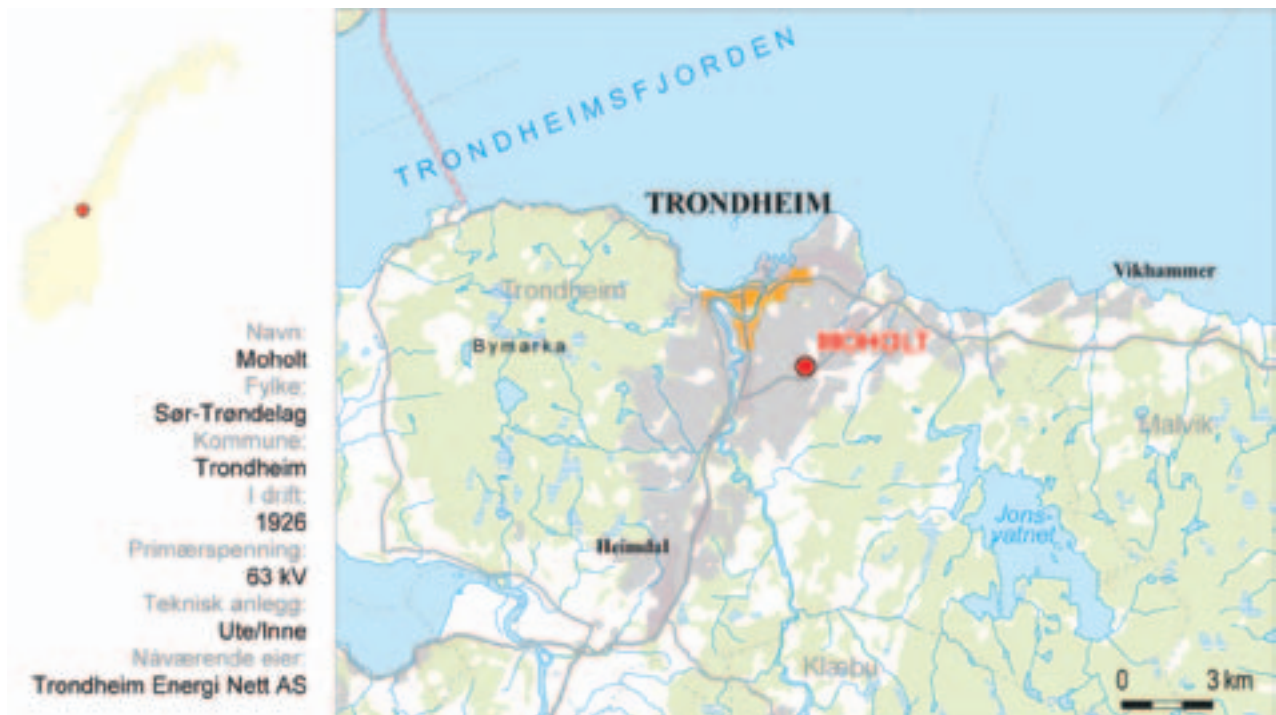 Navn:
Moholt
Fylke:
Sør-Trøndelag
Kommune:
Trondheim
I drift:
1926
Primærspenning:
63 kV
Teknisk anlegg:
Ute/Inne
Nåværende eier:
Trondheim Energi Nett AS
TRONDHEIMSFJORDEN
TRONDHEIM
Vikhammer
Trondheim
Bymarka
MOHOLT
Malvik
Jons-
vatnet
Heimdal
Klæbu
0 3 km